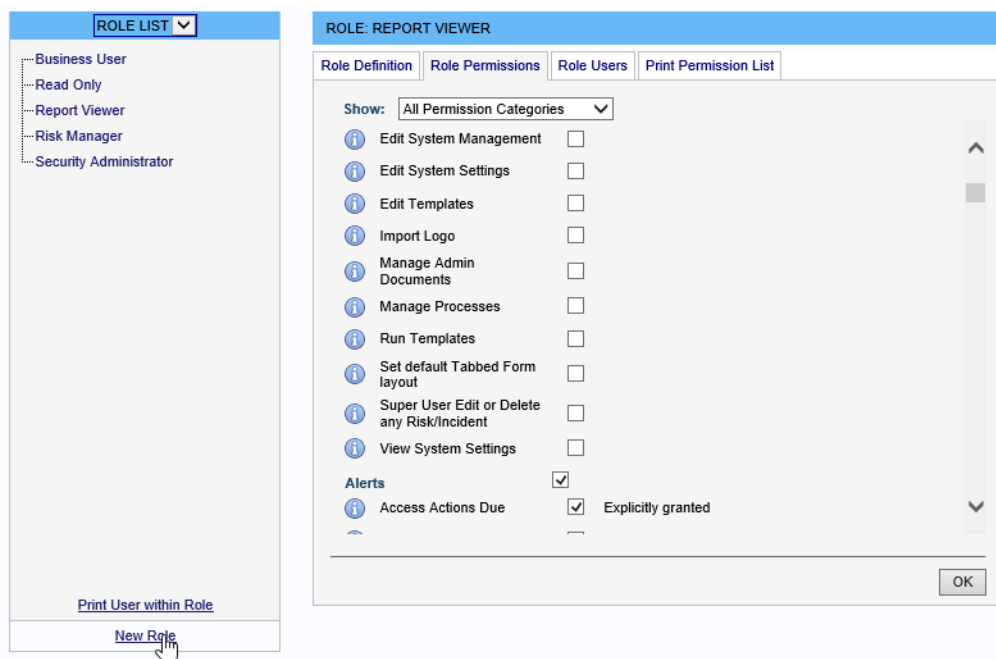 ROLE LIST
Business User
Read Only
Report Viewer
Risk Manager
Security Administrator
Print User within Role
New Role
ROLE: REPORT VIEWER
Role Definition Role Permissions Role Users Print Permission List
Show: All Permission Categories
Edit System Management
Edit System Settings
Edit Templates
Import Logo
Manage Admin
Documents
Manage Processes
Run Templates
Set default Tabbed Form
layout
Super User Edit or Delete
any Risk/Incident
View System Settings
Alerts
Access Actions Due Explicitly granted
OK